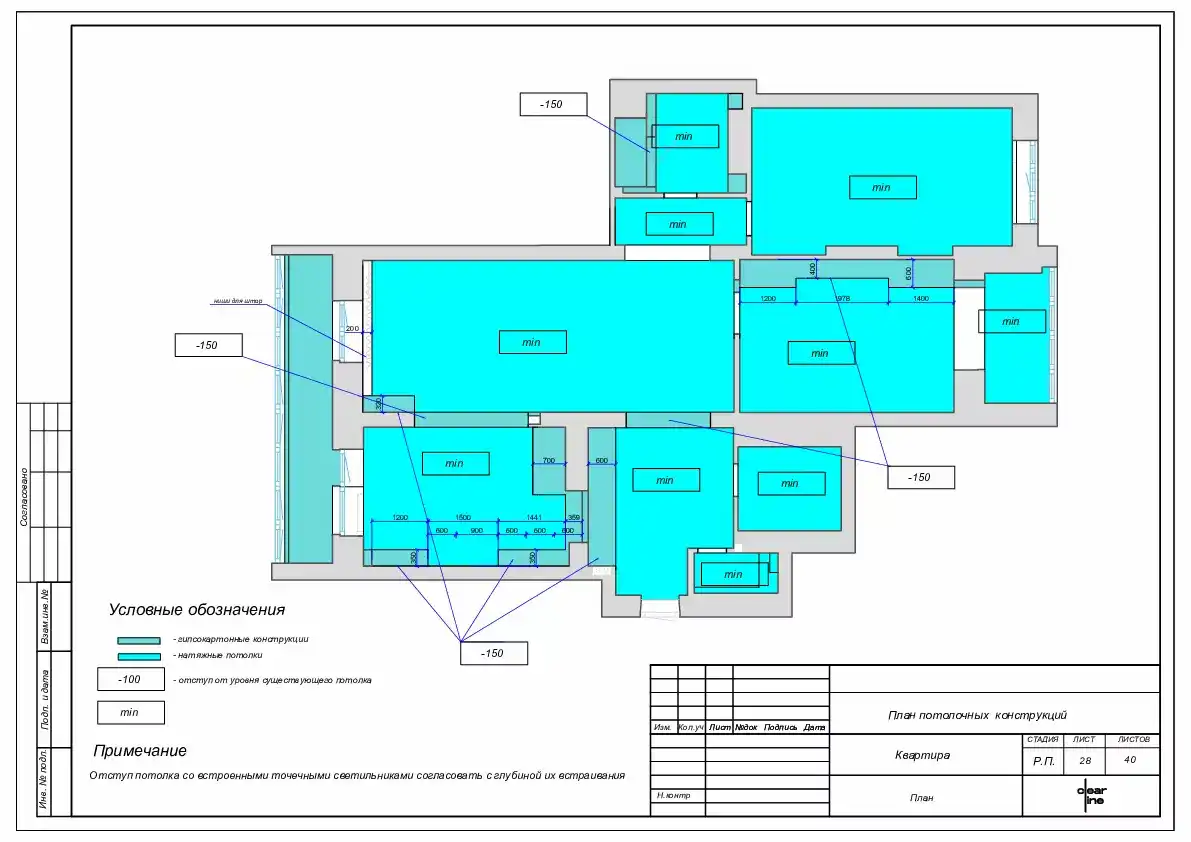 -150
min
min
min
ниши для штор
400
600
1200
978
1400
min
200
min
-150
min
320
min
700
600
min
min
-150
1200
1500
1441
359
600
900
600
600
600
350
350
min
-150
Согласовано
Взам.инв.№
Подп. и дата
Инв. № подл.
Условные обозначения
- гипсокартонные конструкции
- натяжные потолки
-100
- отступ от уровня существующего потолка
min
Примечание
Отступ потолка со встроенными точечными светильниками согласовать с глубиной их встраивания
Изм.
Кол.уч
Лист
№док
Подпись
Дата
Н.контр
План потолочных конструкций
Квартира
СТАДИЯ
ЛИСТ
ЛИСТОВ
Р.П.
28
40
План
clear
line